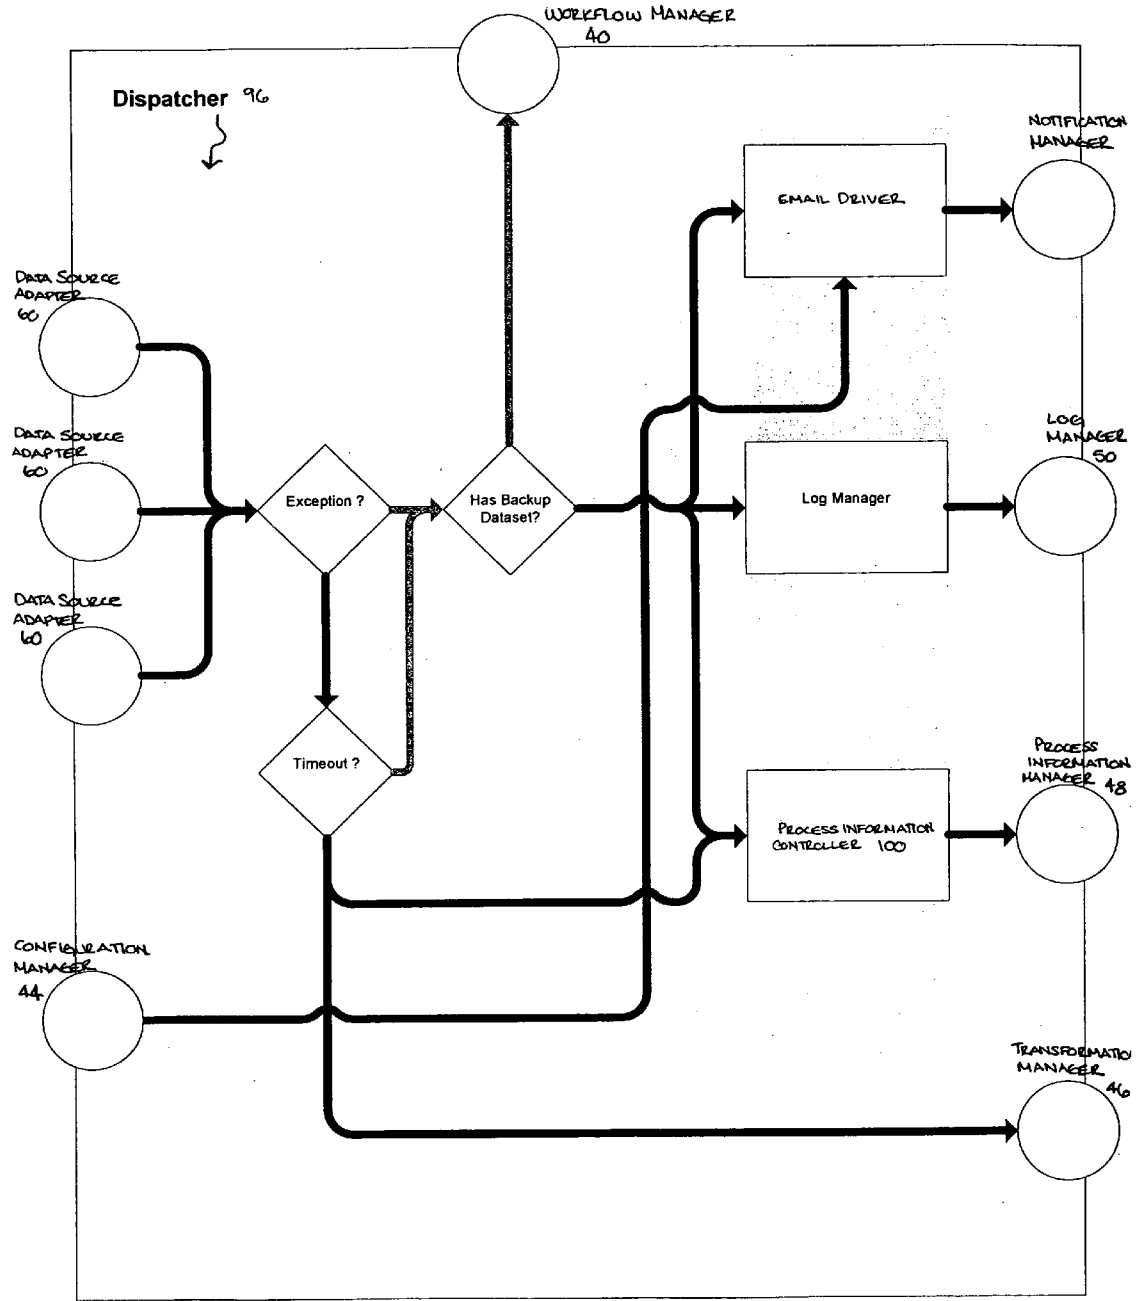 WORKFLOW MANAGER
40
Dispatcher 96
NOTIFICATION
MANAGER
EMAIL DRIVER
DATA SOURCE
ADAPTER
60
DATA SOURCE
ADAPTER
60
LOG
MANAGER
50
Exception ?
Has Backup
Dataset?
Log Manager
DATA SOURCE
ADAPTER
60
Timeout ?
PROCESS
INFORMATION
MANAGER 48
PROCESS INFORMATION
CONTROLLER 100
CONFIGURATION
MANAGER
44
TRANSFORMATIO
MANAGER
46